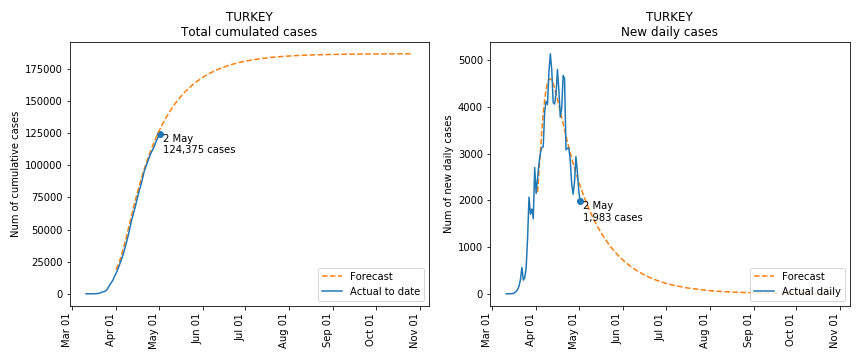 TURKEY
Total cumulated cases
Num of cumulative cases
175000
150000
125000
100000
75000
50000
25000
0
2 May
124,375 cases
Forecast
Actual to date
Mar 01
Apr 01
May 01
Jun 01
Jul 01
Aug 01
Sep 01
Oct 01
Nov 01
TURKEY
New daily cases
Num of new daily cases
5000
4000
3000
2000
1000
0
2 May
1,983 cases
Forecast
Actual daily
Mar 01
Apr 01
May 01
Jun 01
Jul 01
Aug 01
Sep 01
Oct 01
Nov 01